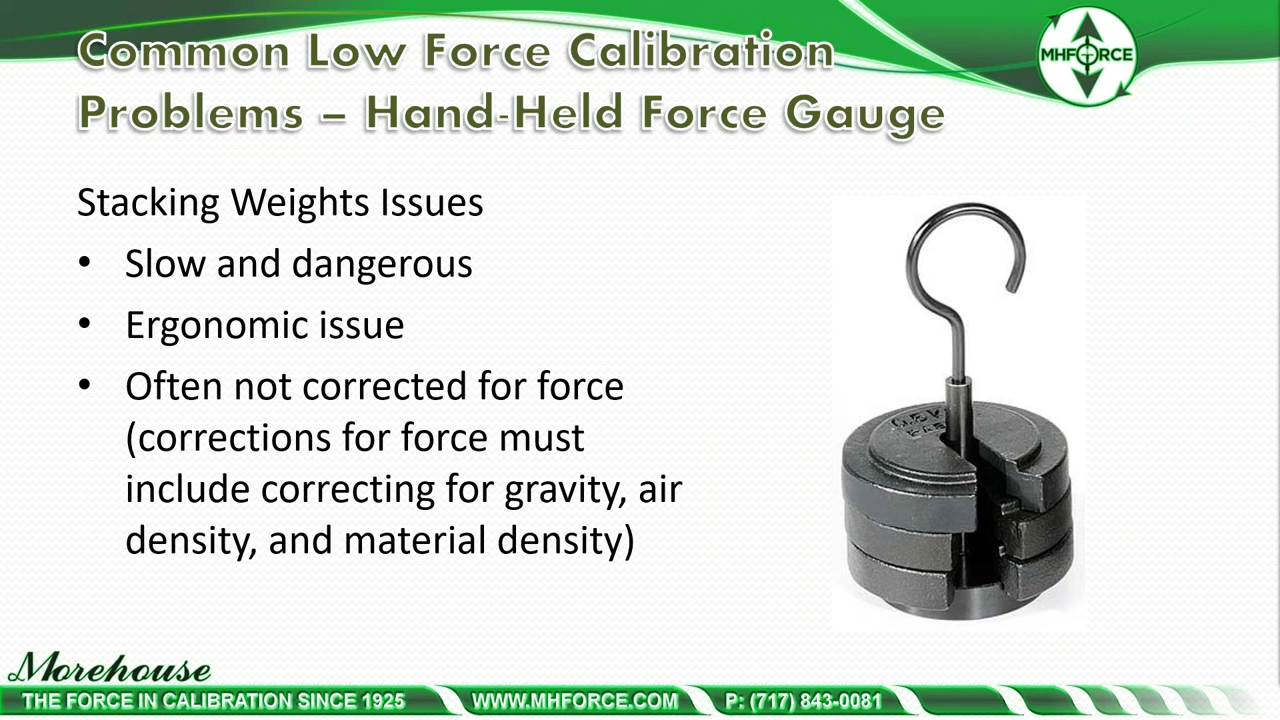 Common Low Force Calibration
Problems – Hand-Held Force Gauge
MHFORCE
Stacking Weights Issues
• Slow and dangerous
• Ergonomic issue
• Often not corrected for force
(corrections for force must
include correcting for gravity, air
density, and material density)
Morehouse
THE FORCE IN CALIBRATION SINCE 1925 WWW.MHFORCE.COM P: (717) 843-0081